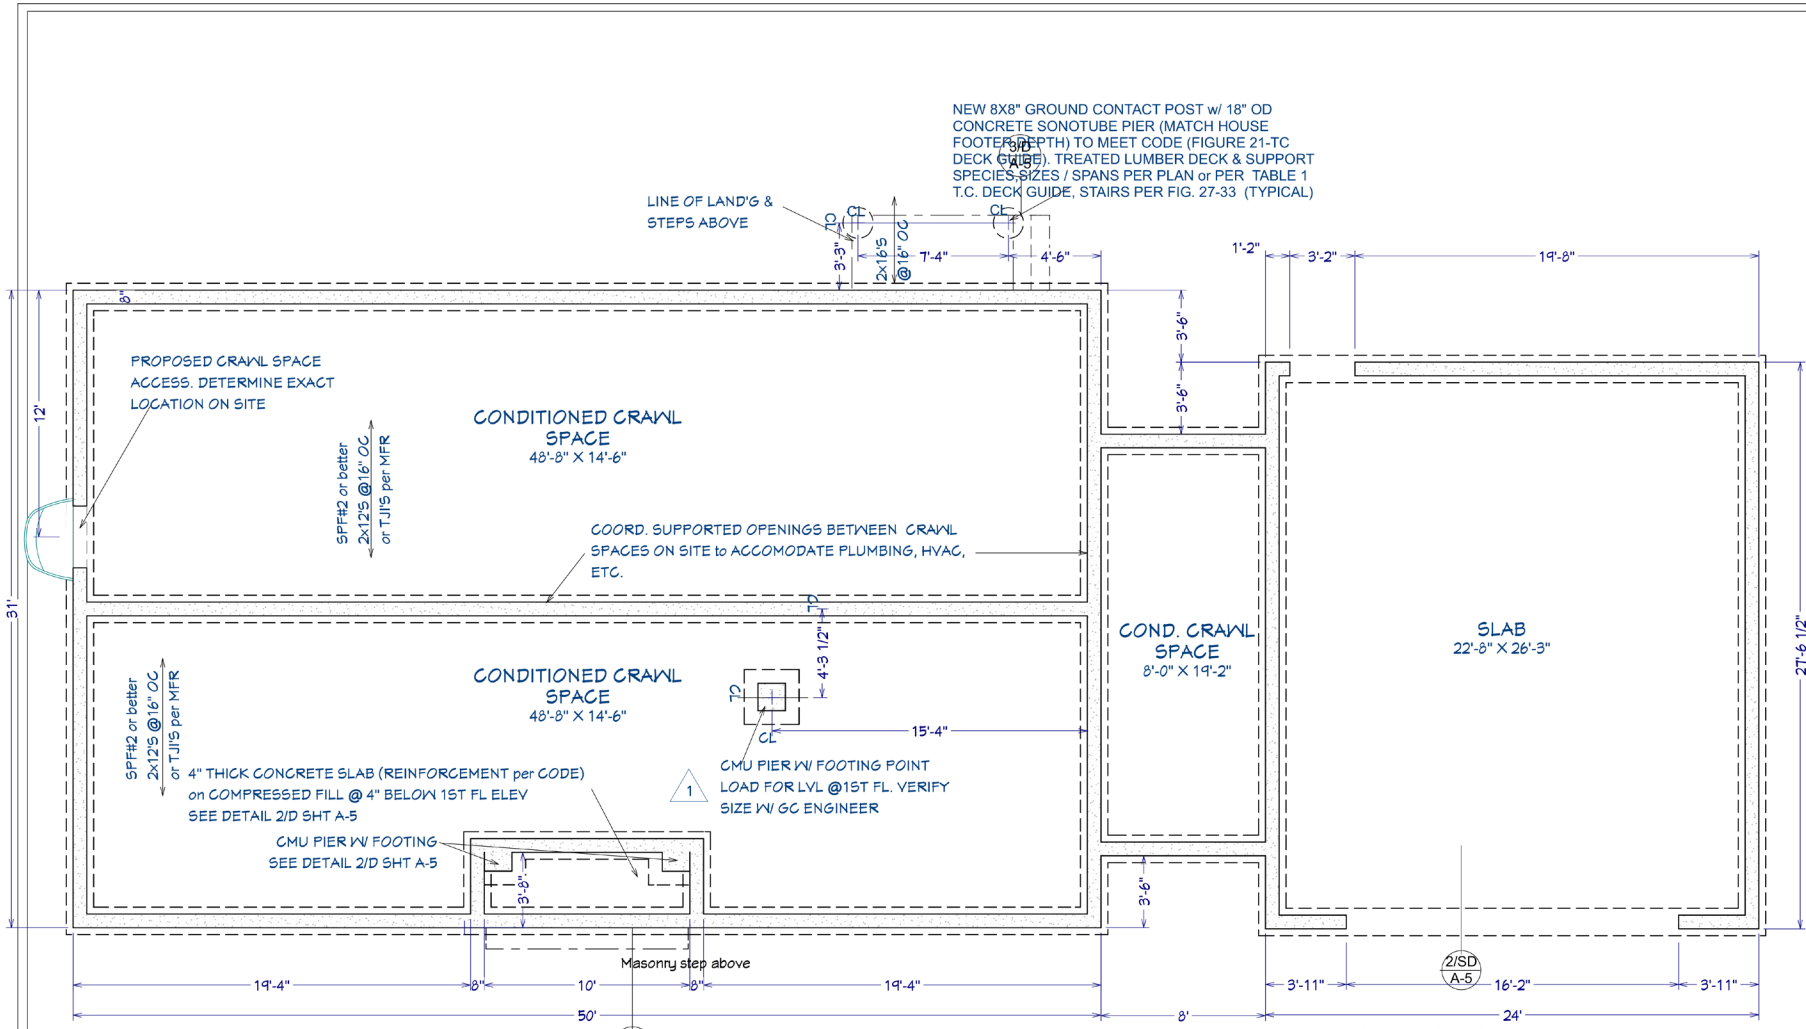 NEW 8X8" GROUND CONTACT POST w/ 18" OD
CONCRETE SONOTUBE PIER (MATCH HOUSE
FOOTER DEPTH) TO MEET CODE (FIGURE 21-TC
DECK GUIDE). TREATED LUMBER DECK & SUPPORT
SPECIES,SIZES / SPANS PER PLAN or PER TABLE 1
T.C. DECK GUIDE, STAIRS PER FIG. 27-33 (TYPICAL)
3/D
A-5
LINE OF LAND'G &
STEPS ABOVE
CL
CL
CL
3'-3"
2x16'S
@16" OC
7'-4"
4'-6"
1'-2"
3'-2"
19'-8"
8"
12'
31'
3'-6"
3'-6"
PROPOSED CRAWL SPACE
ACCESS. DETERMINE EXACT
LOCATION ON SITE
CONDITIONED CRAWL
SPACE
48'-8" X 14'-6"
SPF#2 or better
2x12'S @16" OC
or TJI'S per MFR
COORD. SUPPORTED OPENINGS BETWEEN CRAWL
SPACES ON SITE to ACCOMODATE PLUMBING, HVAC,
ETC.
CL
4'-3 1/2"
COND. CRAWL
SPACE
8'-0" X 19'-2"
SLAB
22'-8" X 26'-3"
27'-6 1/2"
CONDITIONED CRAWL
SPACE
48'-8" X 14'-6"
SPF#2 or better
2x12'S @16" OC
or TJI'S per MFR
CL
CL
15'-4"
4" THICK CONCRETE SLAB (REINFORCEMENT per CODE)
on COMPRESSED FILL @ 4" BELOW 1ST FL ELEV
SEE DETAIL 2/D SHT A-5
1
CMU PIER W/ FOOTING POINT
LOAD FOR LVL @1ST FL. VERIFY
SIZE W/ GC ENGINEER
CMU PIER W/ FOOTING
SEE DETAIL 2/D SHT A-5
3'-8"
3'-6"
Masonry step above
2/SD
A-5
19'-4"
8"
10'
8"
19'-4"
3'-11"
16'-2"
3'-11"
50'
8'
24'